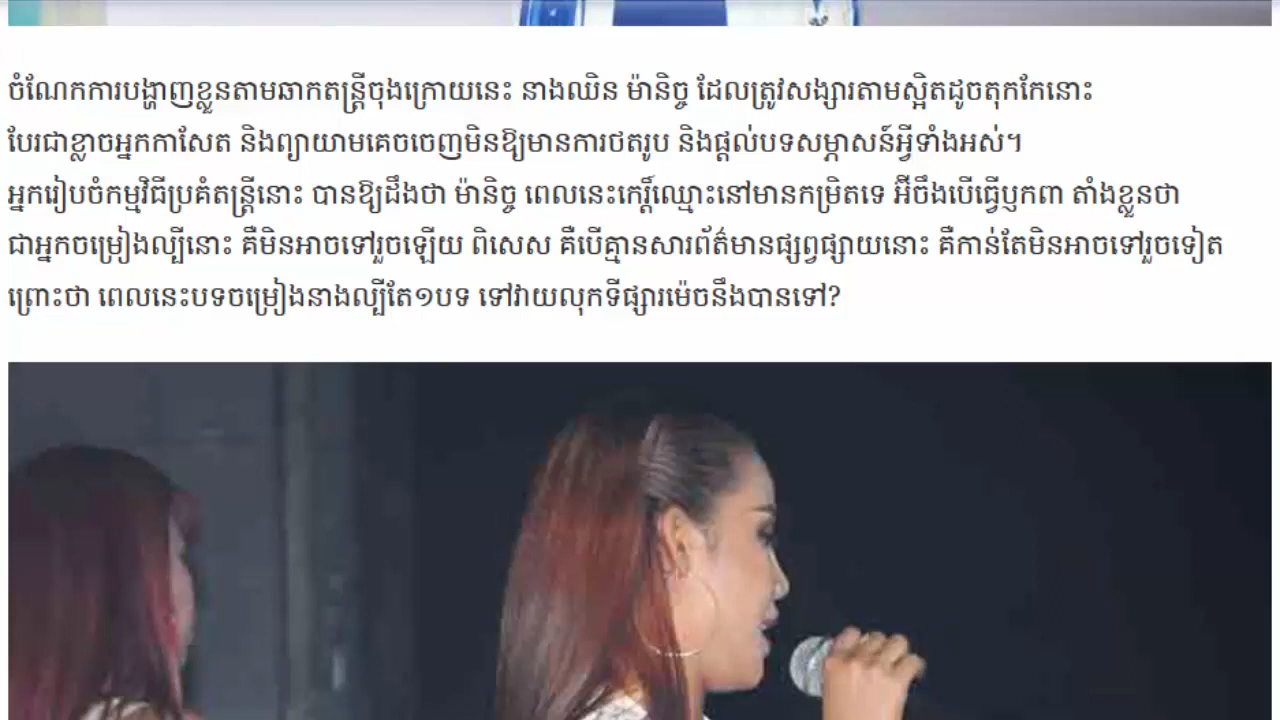 ចំណែកការបង្ហាញខ្លួនតាមឆាកតន្ត្រីចុងក្រោយនេះ នាងឈិន ម៉ានិច្ច ដែលត្រូវសង្សារតាមស្អិតដូចតុកកែនោះ
បែរជាខ្លាចអ្នកកាសែត និងព្យាយាមគេចចេញមិនឱ្យមានការថតរូប និងផ្តល់បទសម្ភាសន៍អ្វីទាំងអស់។
អ្នករៀបចំកម្មវិធីប្រគំតន្ត្រីនោះ បានឱ្យដឹងថា ម៉ានិច្ច ពេលនេះកេរ្តិ៍ឈ្មោះនៅមានកម្រិតទេ អ៊ីចឹងបើធ្វើប្ញកពា តាំងខ្លួនថា
ជាអ្នកចម្រៀងល្បីនោះ គឺមិនអាចទៅរួចឡើយ ពិសេស គឺបើគ្មានសារព័ត៌មានផ្សព្វផ្សាយនោះ គឺកាន់តែមិនអាចទៅរួចទៀត
ព្រោះថា ពេលនេះបទចម្រៀងនាងល្បីតែ១បទ ទៅវាយលុកទីផ្សារម៉េចនឹងបានទៅ?